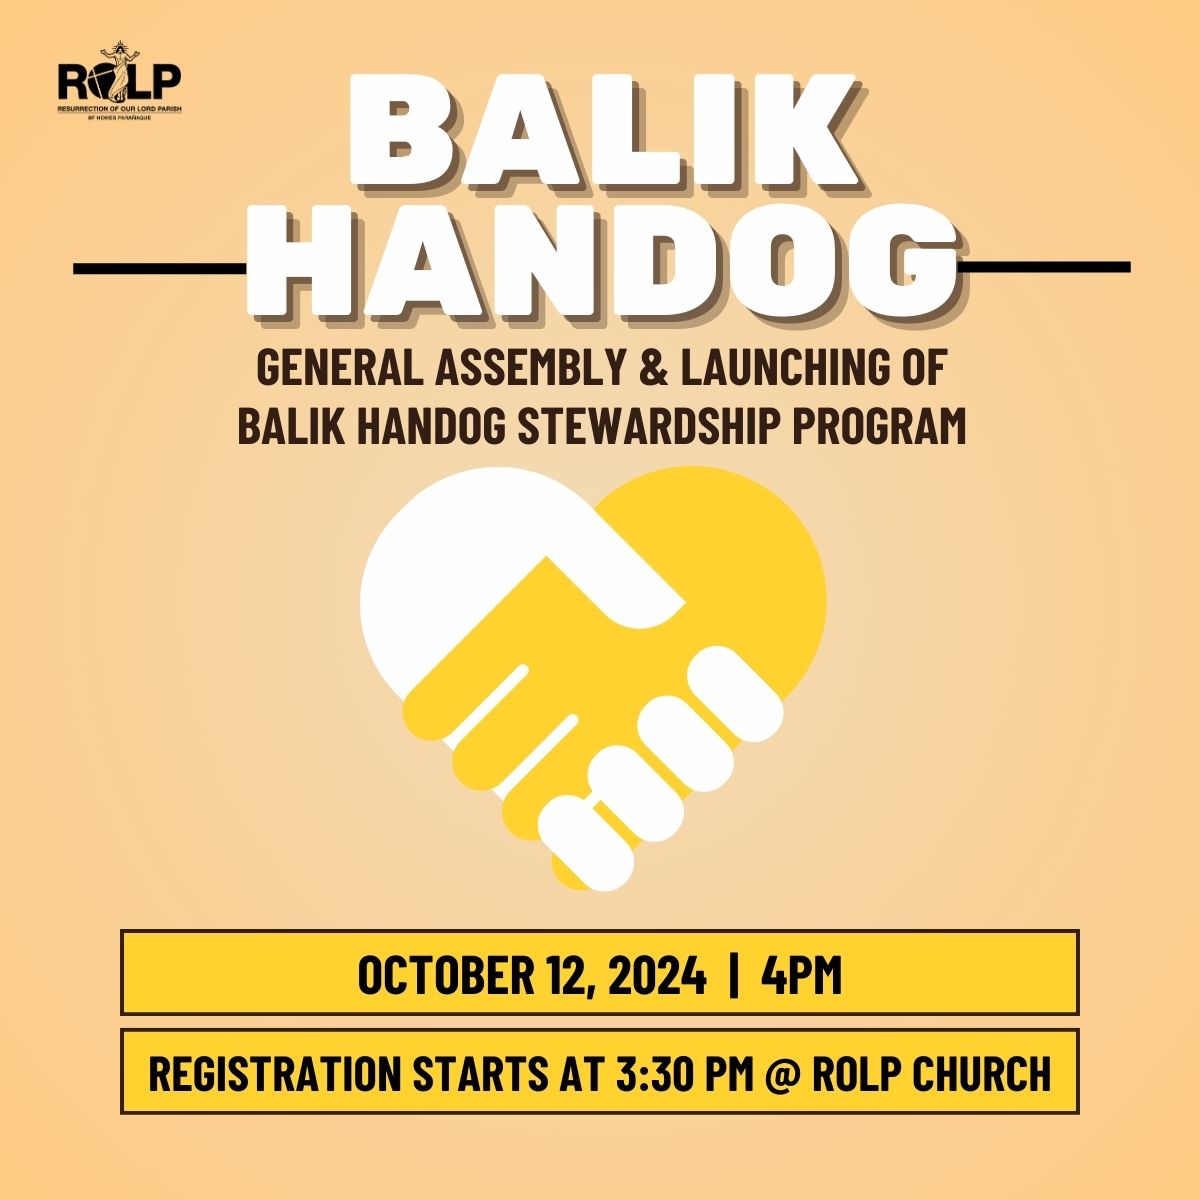 ROLP
RESURRECTION OF OUR LORD PARISH
BF HOMES PARAÑAQUE
BALIK
HANDOG
GENERAL ASSEMBLY & LAUNCHING OF
BALIK HANDOG STEWARDSHIP PROGRAM
OCTOBER 12, 2024 | 4PM
REGISTRATION STARTS AT 3:30 PM @ ROLP CHURCH